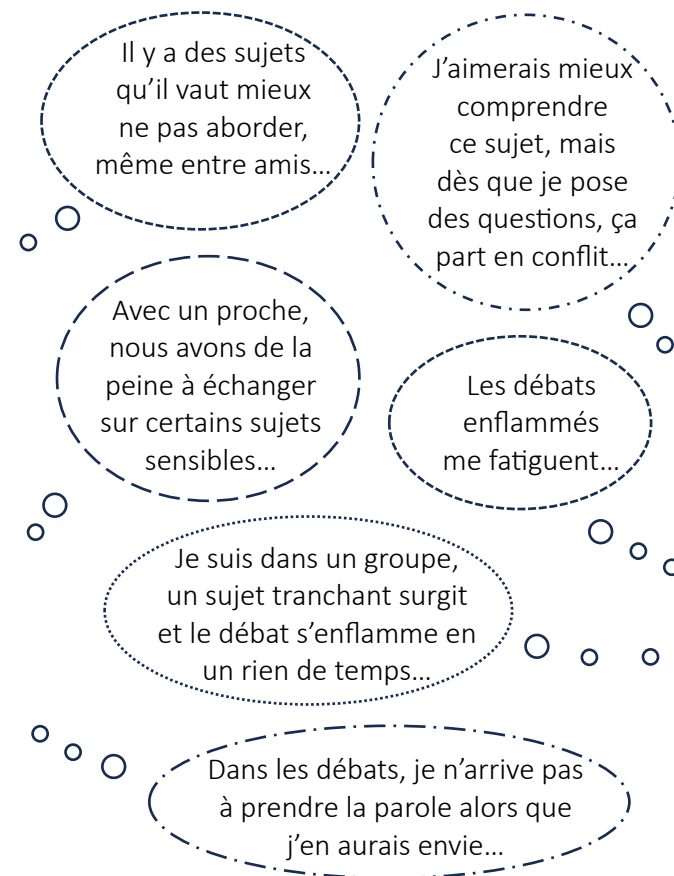 Il y a des sujets
qu’il vaut mieux
ne pas aborder,
même entre amis...
J’aimerais mieux
comprendre
ce sujet, mais
dès que je pose
des questions, ça
part en conflit...
Avec un proche,
nous avons de la
peine à échanger
sur certains sujets
sensibles...
Les débats
enflammés
me fatiguent...
Je suis dans un groupe,
un sujet tranchant surgit
et le débat s’enflamme en
un rien de temps...
Dans les débats, je n’arrive pas
à prendre la parole alors que
j’en aurais envie...